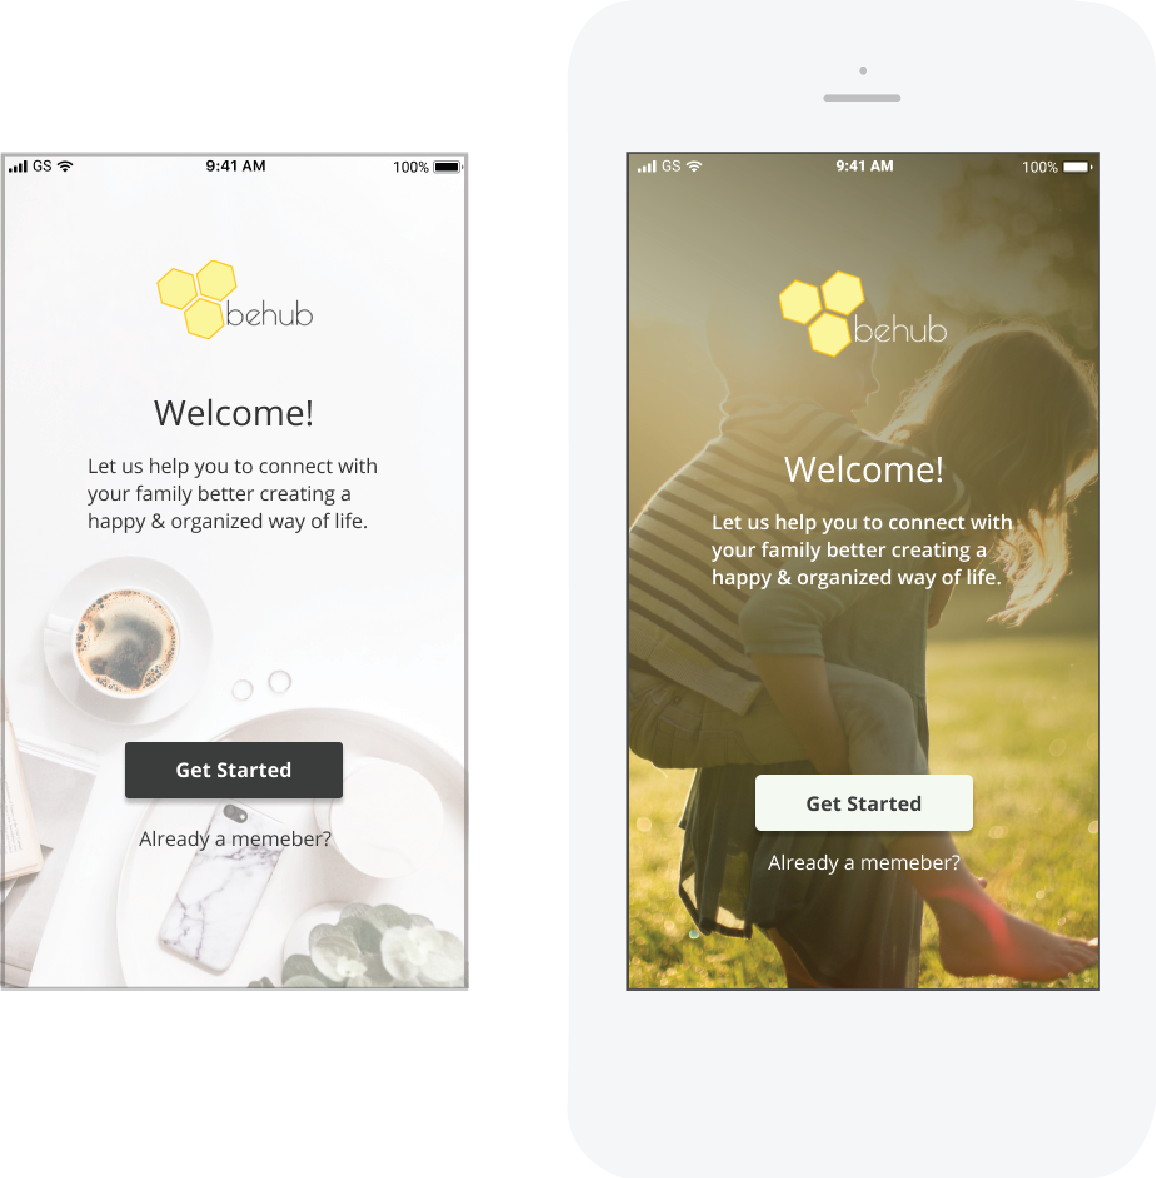 GS 9:41 AM 100%
behub
Welcome!
Let us help you to connect with
your family better creating a
happy & organized way of life.
Get Started
Already a memeber?
GS 9:41 AM 100%
behub
Welcome!
Let us help you to connect with
your family better creating a
happy & organized way of life.
Get Started
Already a memeber?